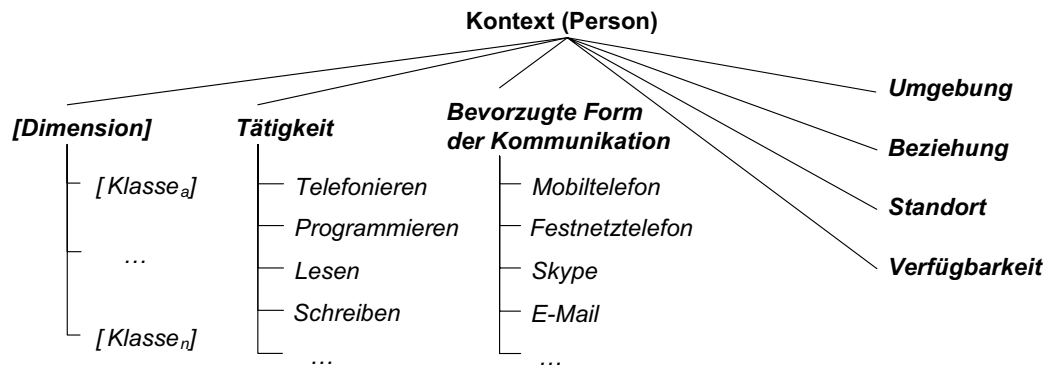 Kontext (Person)
[Dimension]
[Klasseₐ]
...
[Klasseₙ]
Tätigkeit
Telefonieren
Programmieren
Lesen
Schreiben
...
Bevorzugte Form
der Kommunikation
Mobiltelefon
Festnetztelefon
Skype
E-Mail
...
Umgebung
Beziehung
Standort
Verfügbarkeit